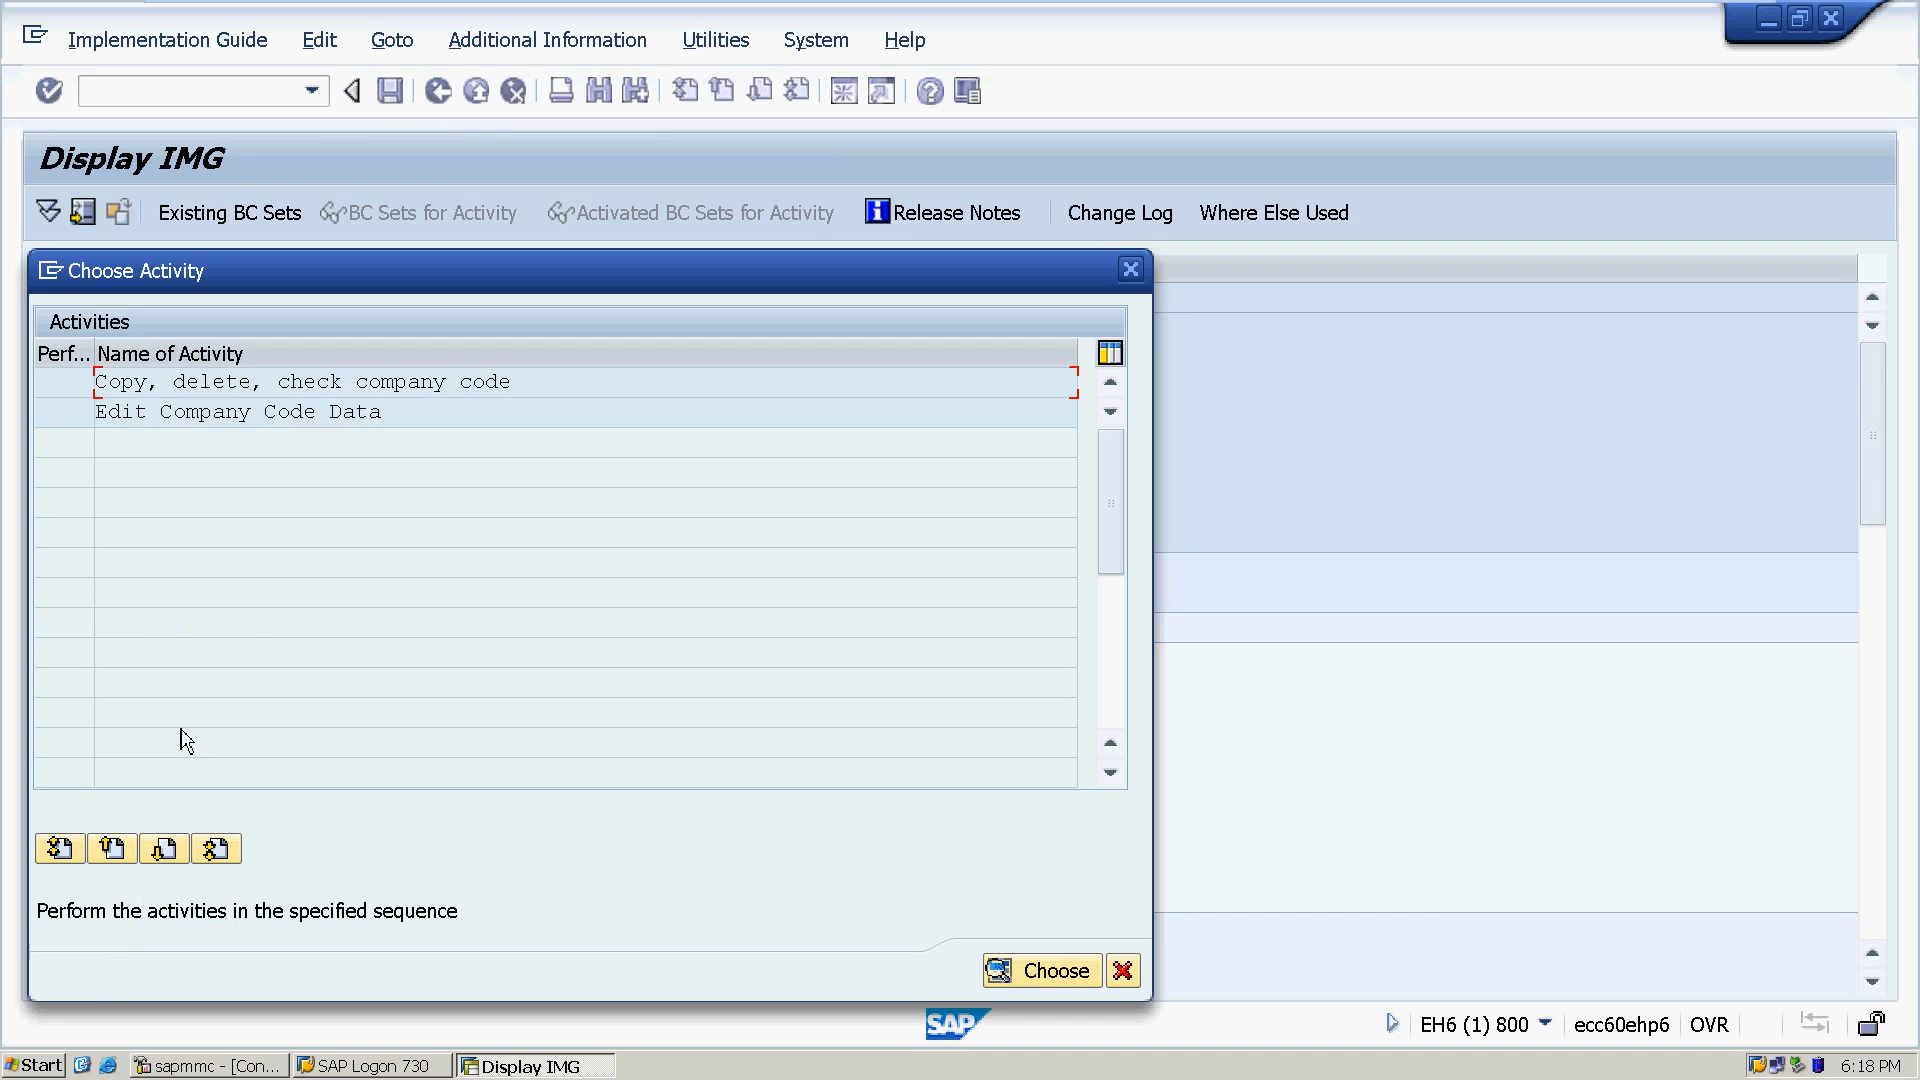 Implementation Guide Edit Goto Additional Information Utilities System Help
Display IMG
Existing BC Sets BC Sets for Activity Activated BC Sets for Activity Release Notes Change Log Where Else Used
Choose Activity
Activities
Perf... Name of Activity
Copy, delete, check company code
Edit Company Code Data
Perform the activities in the specified sequence
Choose
SAP
EH6 (1) 800 ecc60ehp6 OVR
Start sapmmc - [Con... SAP Logon 730 Display IMG 6:18 PM